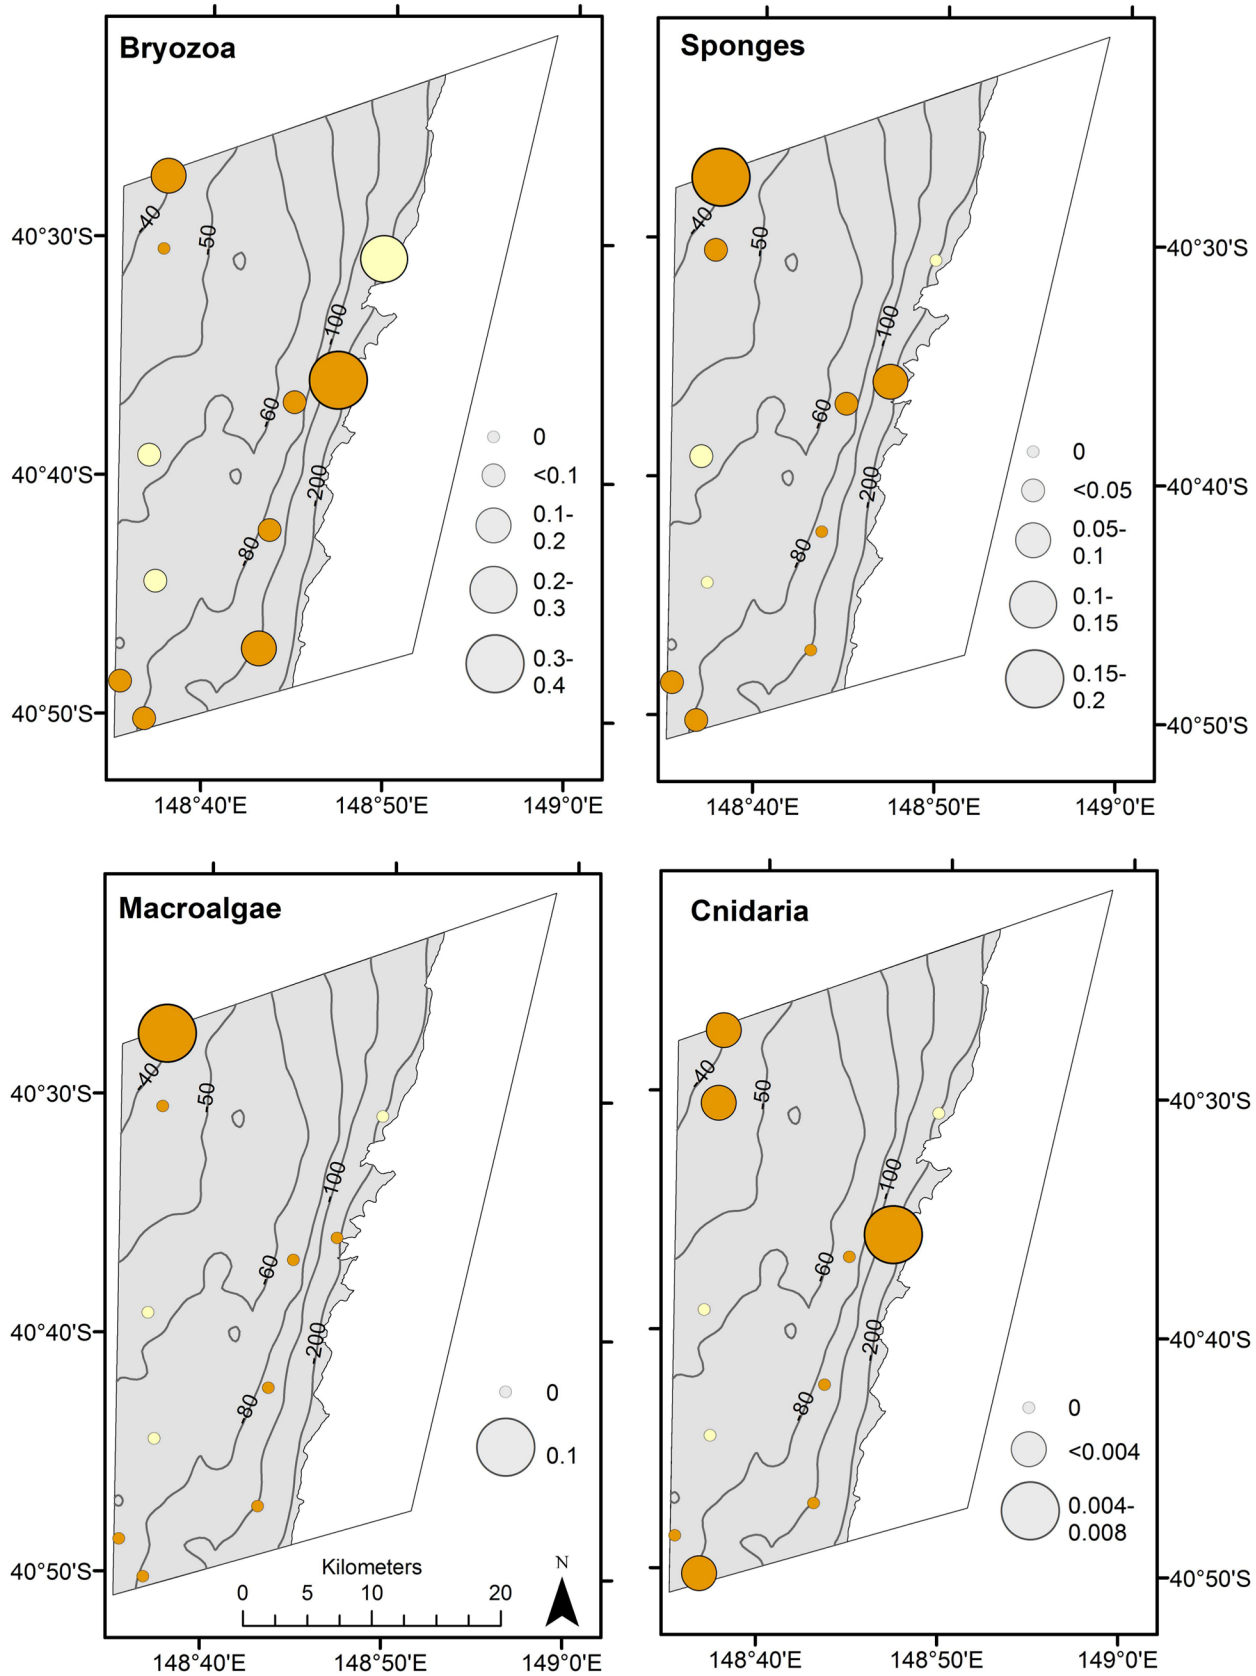 Bryozoa
-40
-50
-100
-60
-80
-200
0
<0.1
0.1-
0.2
0.2-
0.3
0.3-
0.4
40°30'S
40°40'S
40°50'S
148°40'E
148°50'E
149°0'E
Sponges
-40
-50
-100
-60
-80
-200
0
<0.05
0.05-
0.1
0.1-
0.15
0.15-
0.2
40°30'S
40°40'S
40°50'S
148°40'E
148°50'E
149°0'E
Macroalgae
-40
-50
-100
-60
-80
-200
0
0.1
Kilometers
0 5 10 20
N
40°30'S
40°40'S
40°50'S
148°40'E
148°50'E
149°0'E
Cnidaria
-40
-50
-100
-60
-80
-200
0
<0.004
0.004-
0.008
40°30'S
40°40'S
40°50'S
148°40'E
148°50'E
149°0'E